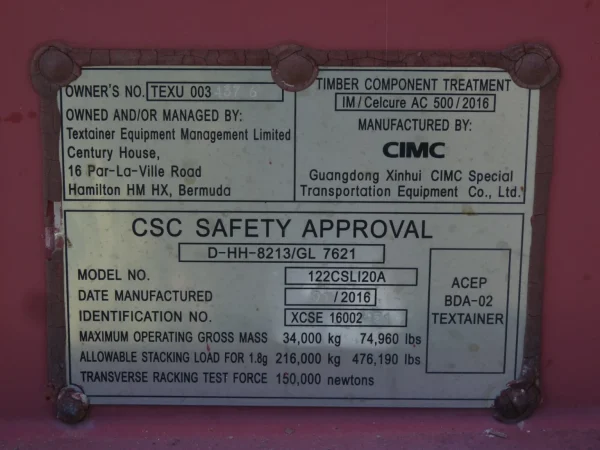 OWNER'S NO. TEXU 003
OWNED AND/OR MANAGED BY:
Textainer Equipment Management Limited
Century House,
16 Par-La-Ville Road
Hamilton HM HX, Bermuda
TIMBER COMPONENT TREATMENT
IM/Celcure AC 500/2016
MANUFACTURED BY:
CIMC
Guangdong Xinhui CIMC Special
Transportation Equipment Co., Ltd.
CSC SAFETY APPROVAL
D-HH-8213/GL 7621
MODEL NO. 122CSLI20A
DATE MANUFACTURED /2016
IDENTIFICATION NO. XCSE 16002
MAXIMUM OPERATING GROSS MASS 34,000 kg 74,960 lbs
ALLOWABLE STACKING LOAD FOR 1.8g 216,000 kg 476,190 lbs
TRANSVERSE RACKING TEST FORCE 150,000 newtons
ACEP
BDA-02
TEXTAINER